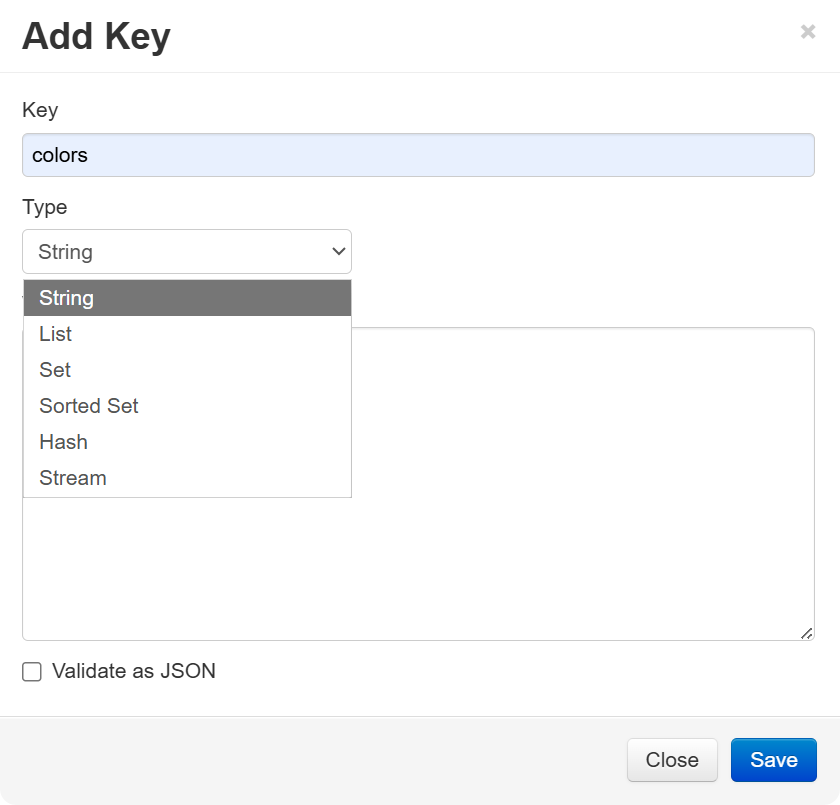 Add Key
×
Key
colors
Type
String
String
List
Set
Sorted Set
Hash
Stream
Validate as JSON
Close
Save